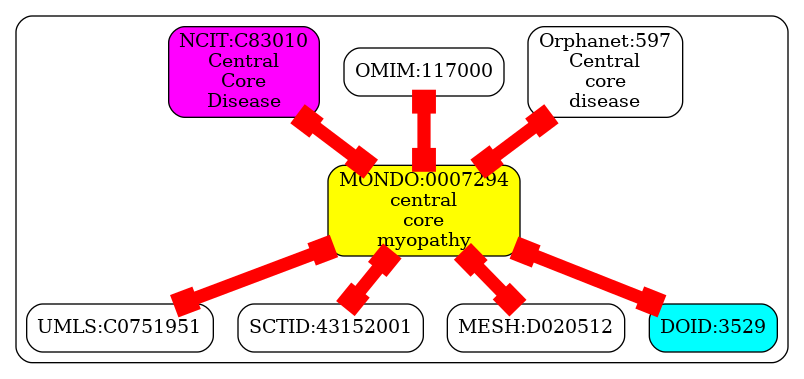 NCIT:C83010
Central
Core
Disease
OMIM:117000
Orphanet:597
Central
core
disease
MONDO:0007294
central
core
myopathy
UMLS:C0751951
SCTID:43152001
MESH:D020512
DOID:3529